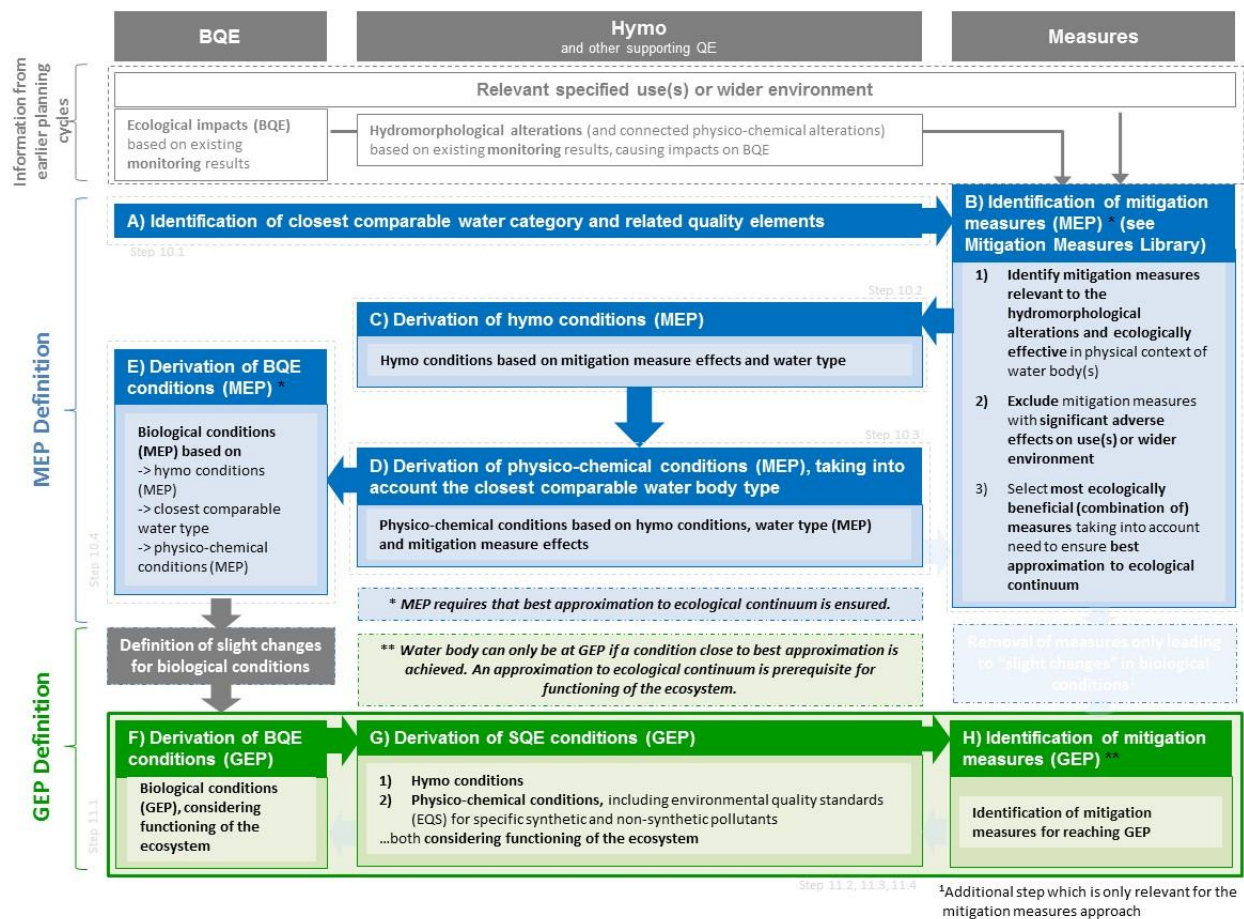 BQE
Hymo
and other supporting QE
Measures
Information from
earlier planning
cycles
Relevant specified use(s) or wider environment
Ecological impacts (BQE)
based on existing
monitoring results
Hydromorphological alterations (and connected physico-chemical alterations)
based on existing monitoring results, causing impacts on BQE
MEP Definition
A) Identification of closest comparable water category and related quality elements
Step 10.1
B) Identification of mitigation
measures (MEP) * (see
Mitigation Measures Library)
1) Identify mitigation measures
relevant to the
hydromorphological
alterations and ecologically
effective in physical context of
water body(s)
2) Exclude mitigation measures
with significant adverse
effects on use(s) or wider
environment
3) Select most ecologically
beneficial (combination of)
measures taking into account
need to ensure best
approximation to ecological
continuum
Step 10.2
C) Derivation of hymo conditions (MEP)
Hymo conditions based on mitigation measure effects and water type
Step 10.3
D) Derivation of physico-chemical conditions (MEP), taking into
account the closest comparable water body type
Physico-chemical conditions based on hymo conditions, water type (MEP)
and mitigation measure effects
E) Derivation of BQE
conditions (MEP) *
Biological conditions
(MEP) based on
-> hymo conditions
(MEP)
-> closest comparable
water type
-> physico-chemical
conditions (MEP)
Step 10.4
* MEP requires that best approximation to ecological continuum is ensured.
GEP Definition
Definition of slight changes
for biological conditions
** Water body can only be at GEP if a condition close to best approximation is
achieved. An approximation to ecological continuum is prerequisite for
functioning of the ecosystem.
Removal of measures only leading
to "slight changes" in biological
conditions¹
F) Derivation of BQE
conditions (GEP)
Biological conditions
(GEP), considering
functioning of the
ecosystem
Step 11.1
G) Derivation of SQE conditions (GEP)
1) Hymo conditions
2) Physico-chemical conditions, including environmental quality standards
(EQS) for specific synthetic and non-synthetic pollutants
...both considering functioning of the ecosystem
H) Identification of mitigation
measures (GEP) **
Identification of mitigation
measures for reaching GEP
Step 11.2, 11.3, 11.4
¹Additional step which is only relevant for the
mitigation measures approach